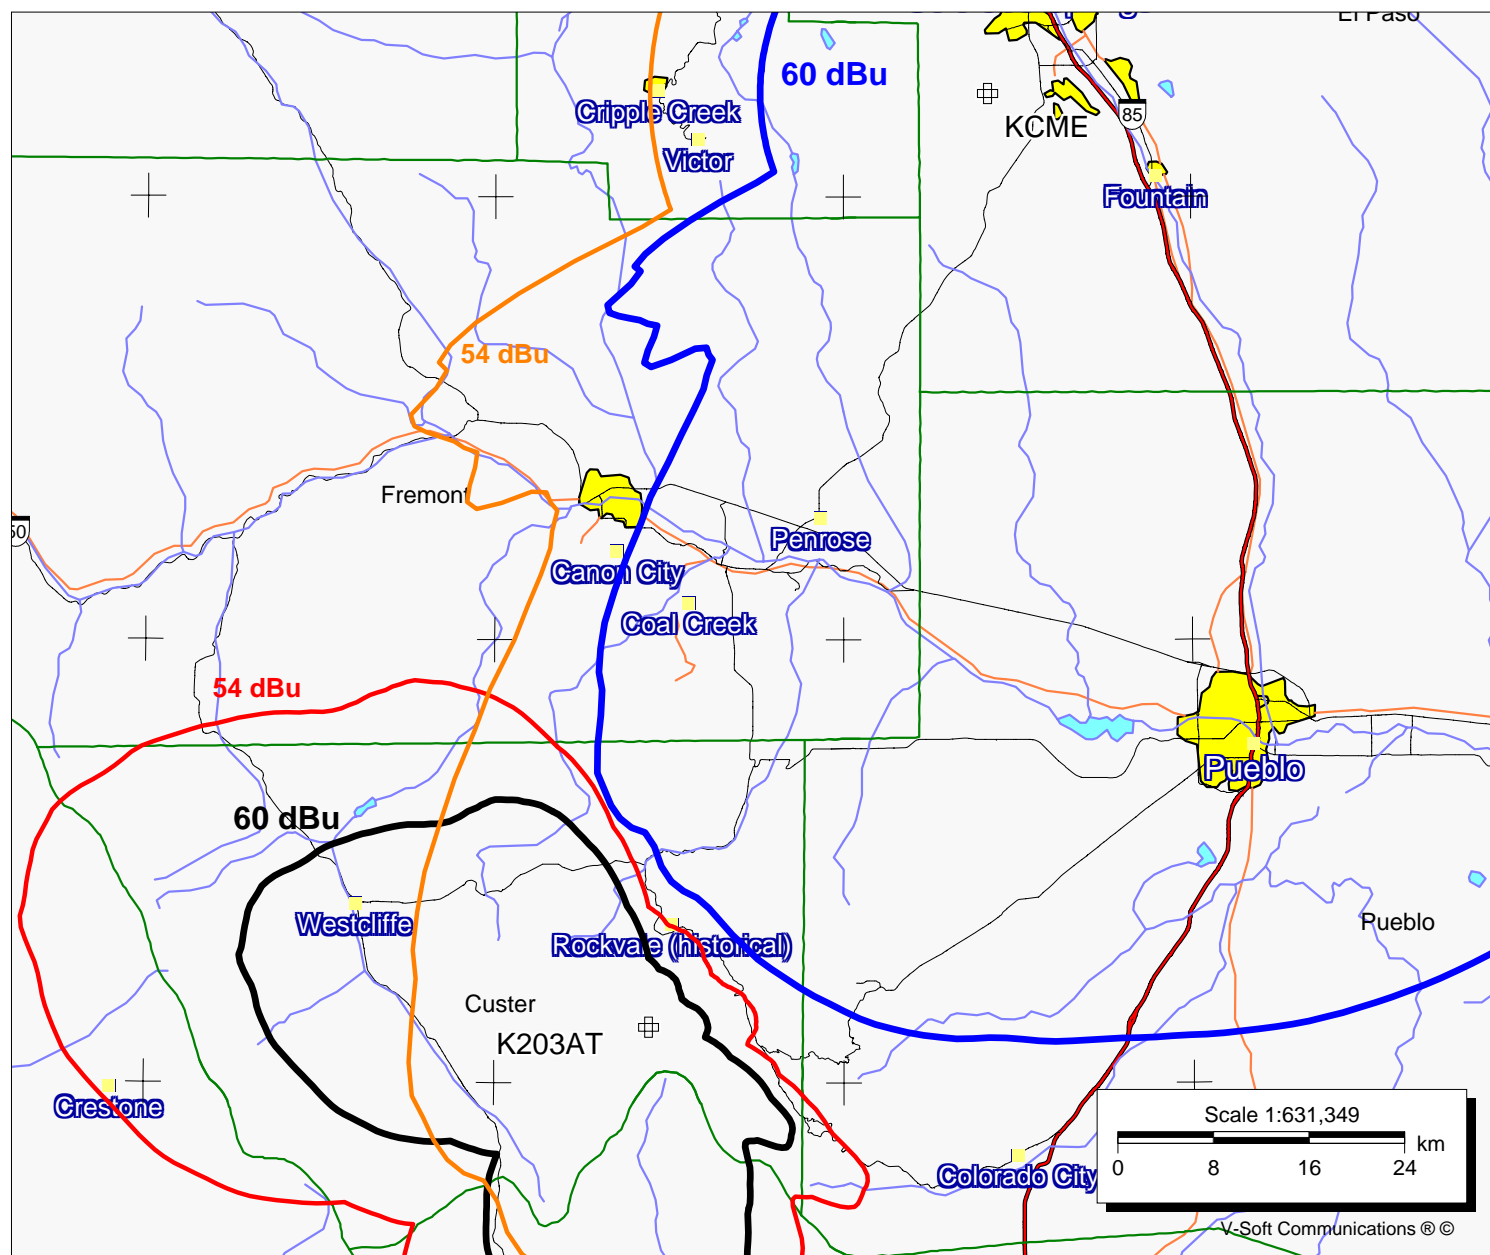 El Paso
60 dBu
Cripple Creek
85
KCME
Victor
Fountain
54 dBu
Fremont
50
Penrose
Canon City
Coal Creek
54 dBu
Pueblo
60 dBu
Westcliffe
Pueblo
Rockvale (historical)
Custer
K203AT
Crestone
Scale 1:631,349
km
0 8 16 24
Colorado City
V-Soft Communications ® ©